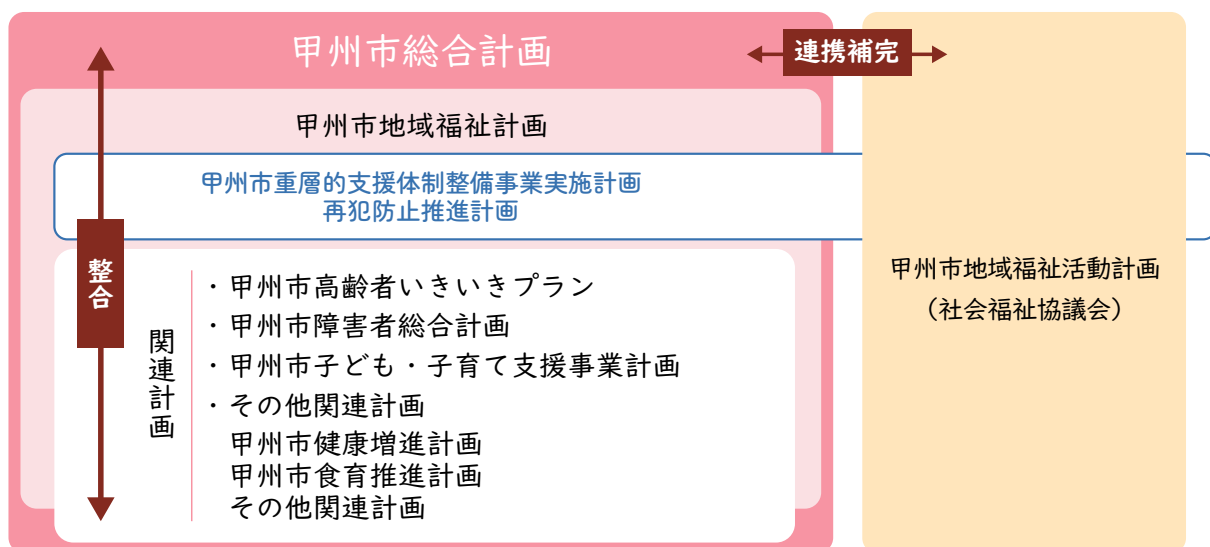 甲州市総合計画
連携補完
甲州市地域福祉計画
甲州市重層的支援体制整備事業実施計画
再犯防止推進計画
整合
関連計画
・甲州市高齢者いきいきプラン
・甲州市障害者総合計画
・甲州市子ども・子育て支援事業計画
・その他関連計画
甲州市健康増進計画
甲州市食育推進計画
その他関連計画
甲州市地域福祉活動計画
（社会福祉協議会）